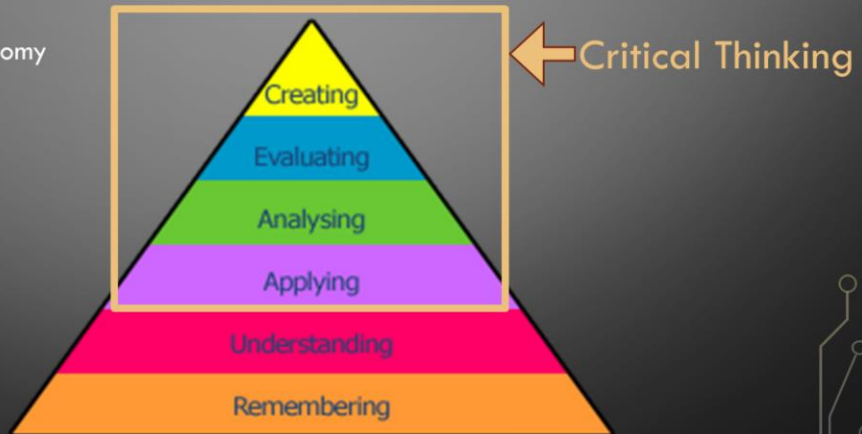 omy
Critical Thinking
Creating
Evaluating
Analysing
Applying
Understanding
Remembering